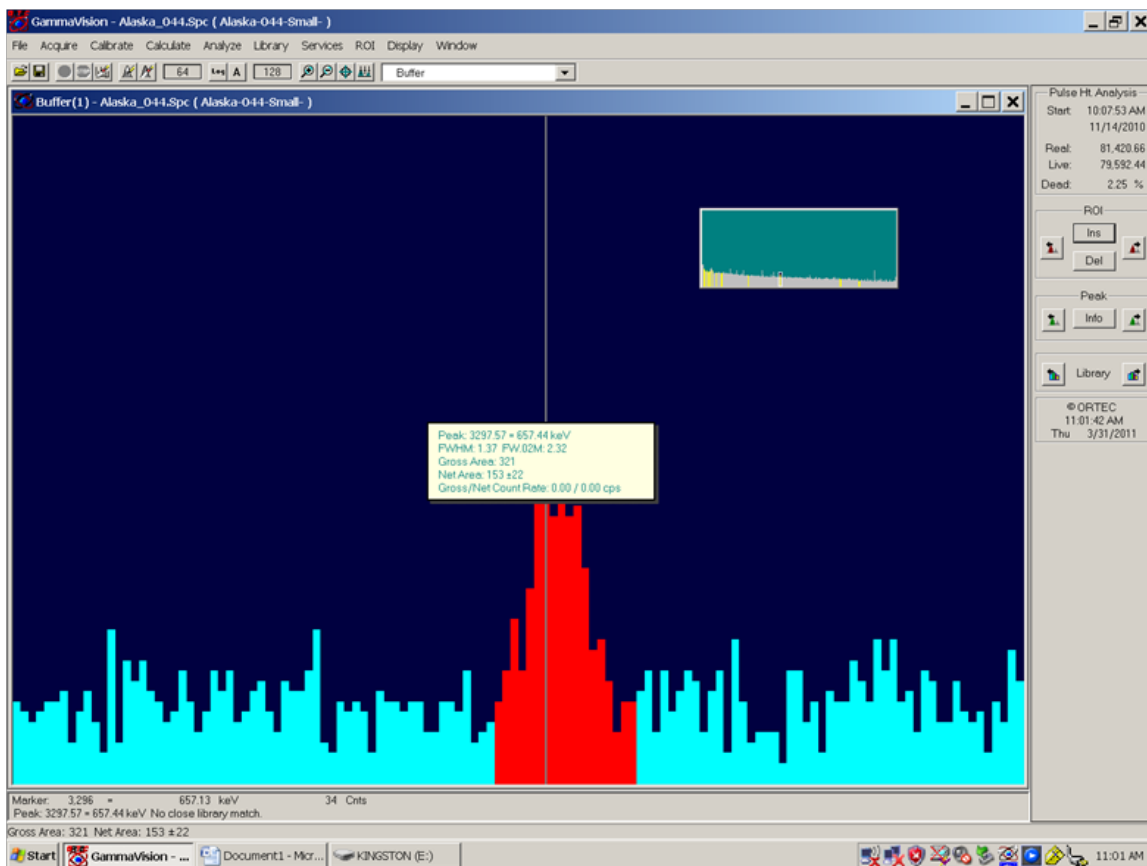 GammaVision - Alaska_044.Spc ( Alaska-044-Small- )
File Acquire Calibrate Calculate Analyze Library Services ROI Display Window
64 Log A 128 Buffer
Buffer(1) - Alaska_044.Spc ( Alaska-044-Small- )
Peak: 3297.57 = 657.44 keV
FWHM: 1.37 FW.02M: 2.32
Gross Area: 321
Net Area: 153 ±22
Gross/Net Count Rate: 0.00 / 0.00 cps
Pulse Ht. Analysis
Start: 10:07:53 AM
11/14/2010
Real: 81,420.66
Live: 79,592.44
Dead: 2.25 %
ROI
Ins
Del
Peak
Info
Library
© ORTEC
11:01:42 AM
Thu 3/31/2011
Marker: 3,296 = 657.13 keV 34 Cnts
Peak: 3297.57 = 657.44 keV No close library match.
Gross Area: 321 Net Area: 153 ±22
Start GammaVision - ... Document1 - Micr... KINGSTON (E:) 11:01 AM